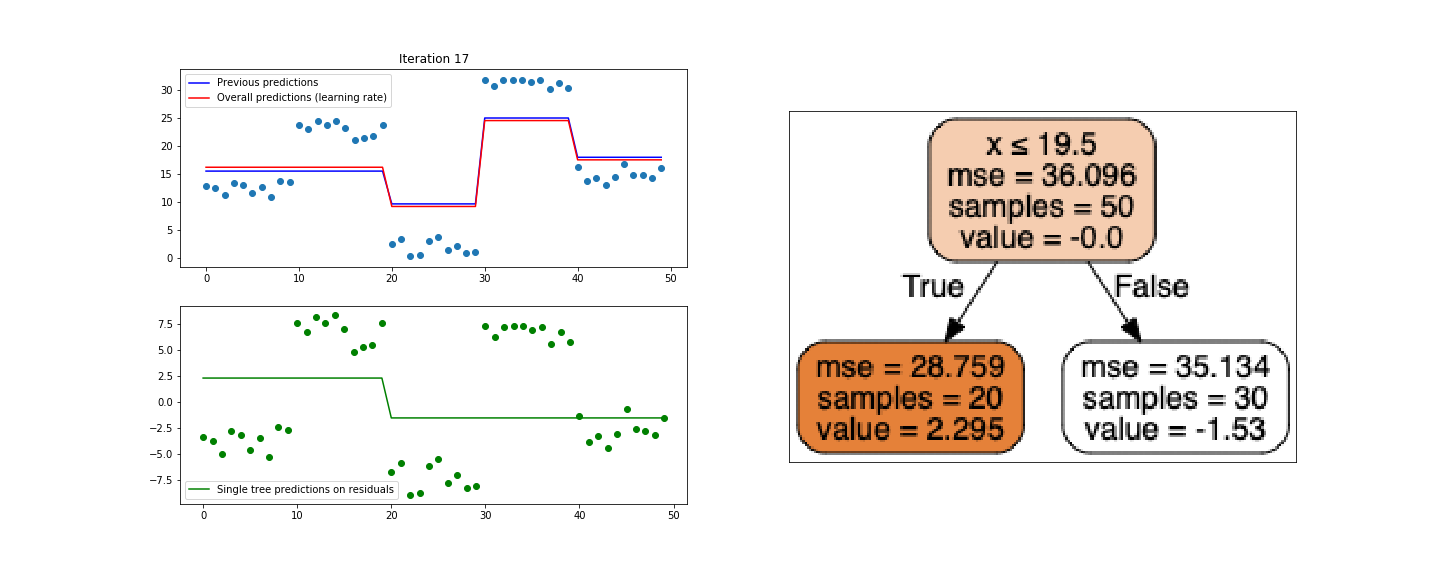 Iteration 17
Previous predictions
Overall predictions (learning rate)
30
25
20
15
10
5
0
0 10 20 30 40 50
7.5
5.0
2.5
0.0
−2.5
−5.0
−7.5
Single tree predictions on residuals
0 10 20 30 40 50
x ≤ 19.5
mse = 36.096
samples = 50
value = -0.0
True False
mse = 28.759
samples = 20
value = 2.295
mse = 35.134
samples = 30
value = -1.53